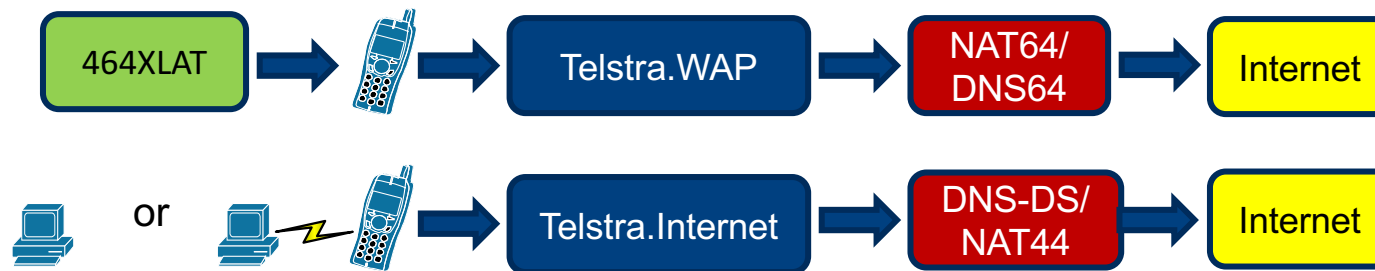 464XLAT
Telstra.WAP
NAT64/
DNS64
Internet
or
Telstra.Internet
DNS-DS/
NAT44
Internet